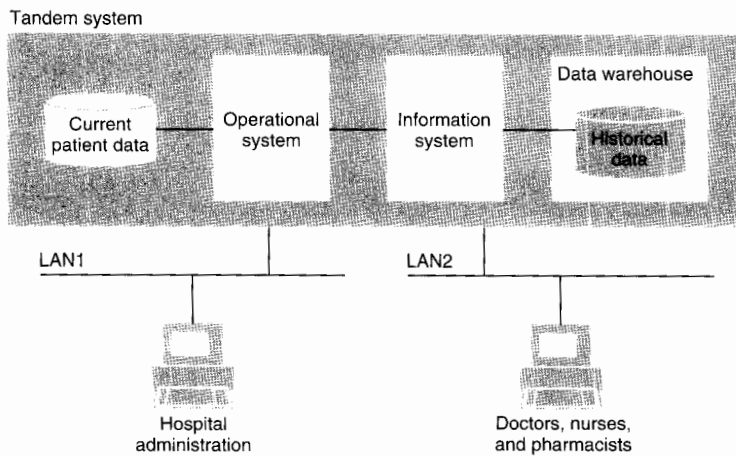 Tandem system
Data warehouse
Current
patient data
Operational
system
Information
system
Historical
data
LAN1
LAN2
Hospital
administration
Doctors, nurses,
and pharmacists